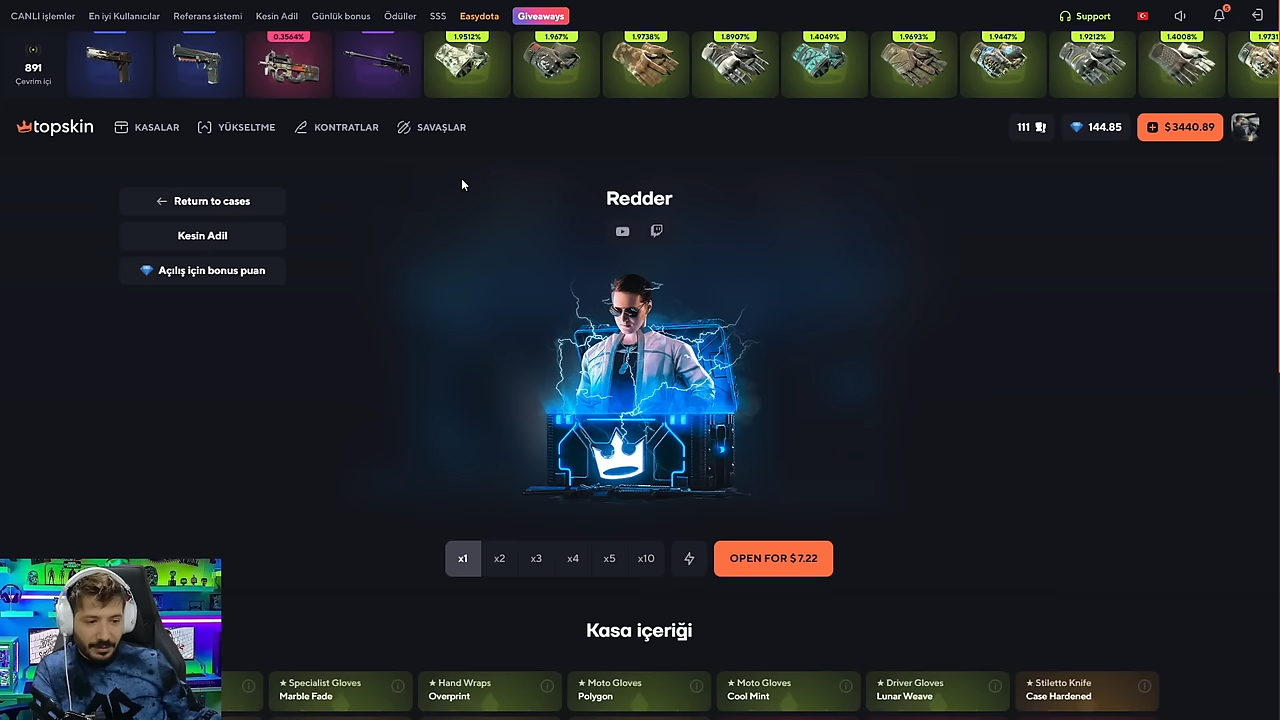 CANLI işlemler En iyi Kullanıcılar Referans sistemi Kesin Adil Günlük bonus Ödüller SSS Easydota Giveaways Support 5
891
Çevrim içi
0.3564% 1.9512% 1.967% 1.9738% 1.8907% 1.4049% 1.9693% 1.9447% 1.9212% 1.4008%
topskin KASALAR YÜKSELTME KONTRATLAR SAVAŞLAR 111 144.85 $3440.89
Return to cases
Kesin Adil
Açılış için bonus puan
Redder
x1 x2 x3 x4 x5 x10 OPEN FOR $7.22
Kasa içeriği
★ Specialist Gloves
Marble Fade
★ Hand Wraps
Overprint
★ Moto Gloves
Polygon
★ Moto Gloves
Cool Mint
★ Driver Gloves
Lunar Weave
★ Stiletto Knife
Case Hardened